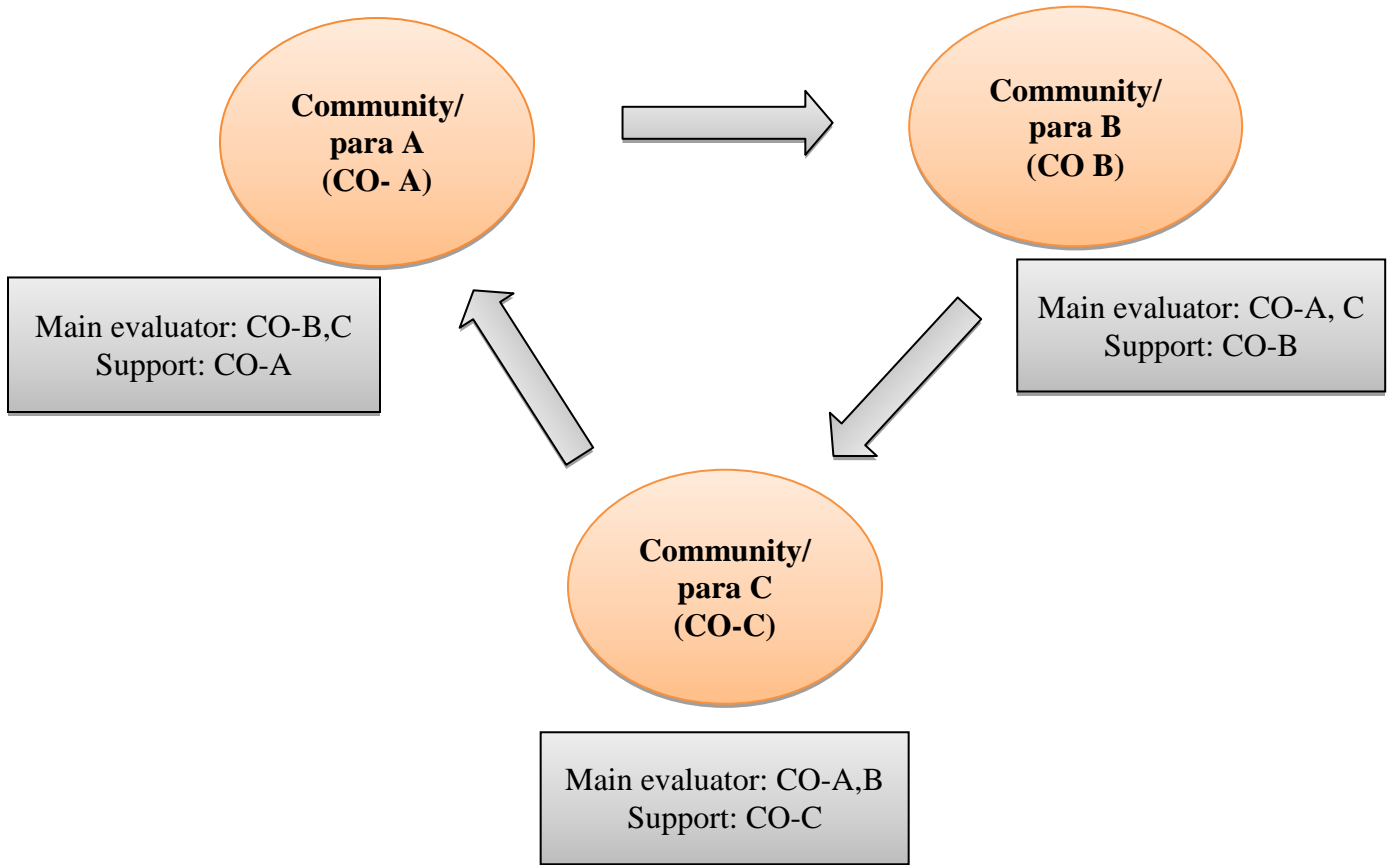 Community/
para A
(CO- A)
Community/
para B
(CO B)
Main evaluator: CO-B,C
Support: CO-A
Main evaluator: CO-A, C
Support: CO-B
Community/
para C
(CO-C)
Main evaluator: CO-A,B
Support: CO-C